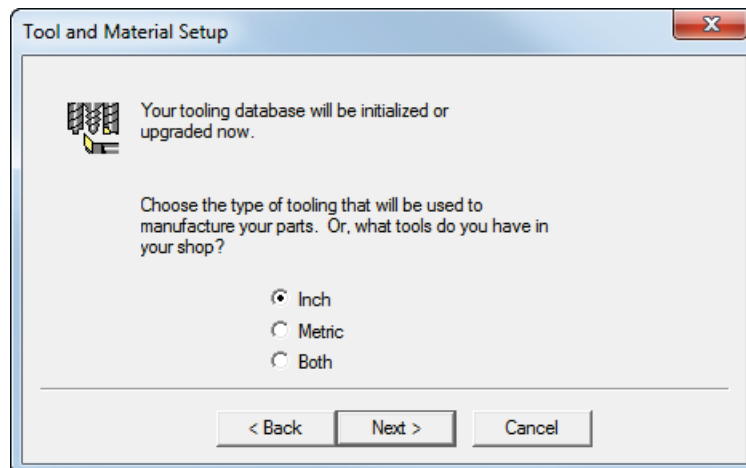 Tool and Material Setup
Your tooling database will be initialized or
upgraded now.
Choose the type of tooling that will be used to
manufacture your parts.  Or, what tools do you have in
your shop?
Inch
Metric
Both
< Back
Next >
Cancel